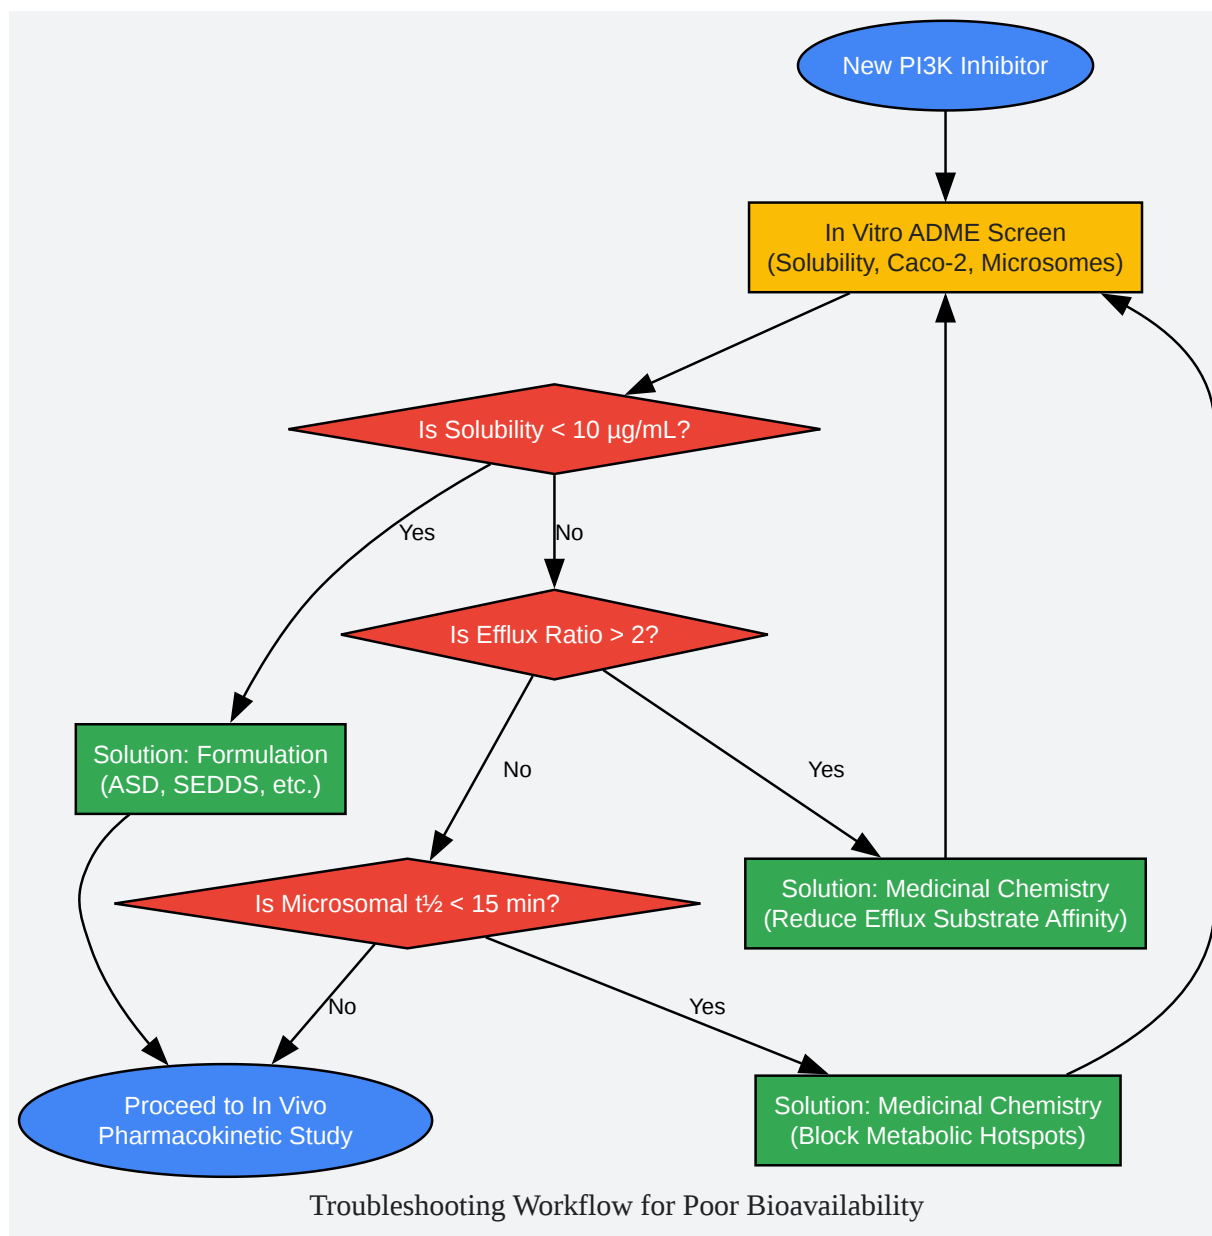 New PI3K Inhibitor
In Vitro ADME Screen
(Solubility, Caco-2, Microsomes)
Is Solubility < 10 µg/mL?
Yes
No
Is Efflux Ratio > 2?
Solution: Formulation
(ASD, SEDDS, etc.)
No
Yes
Is Microsomal t½ < 15 min?
Solution: Medicinal Chemistry
(Reduce Efflux Substrate Affinity)
No
Yes
Proceed to In Vivo
Pharmacokinetic Study
Solution: Medicinal Chemistry
(Block Metabolic Hotspots)
Troubleshooting Workflow for Poor Bioavailability